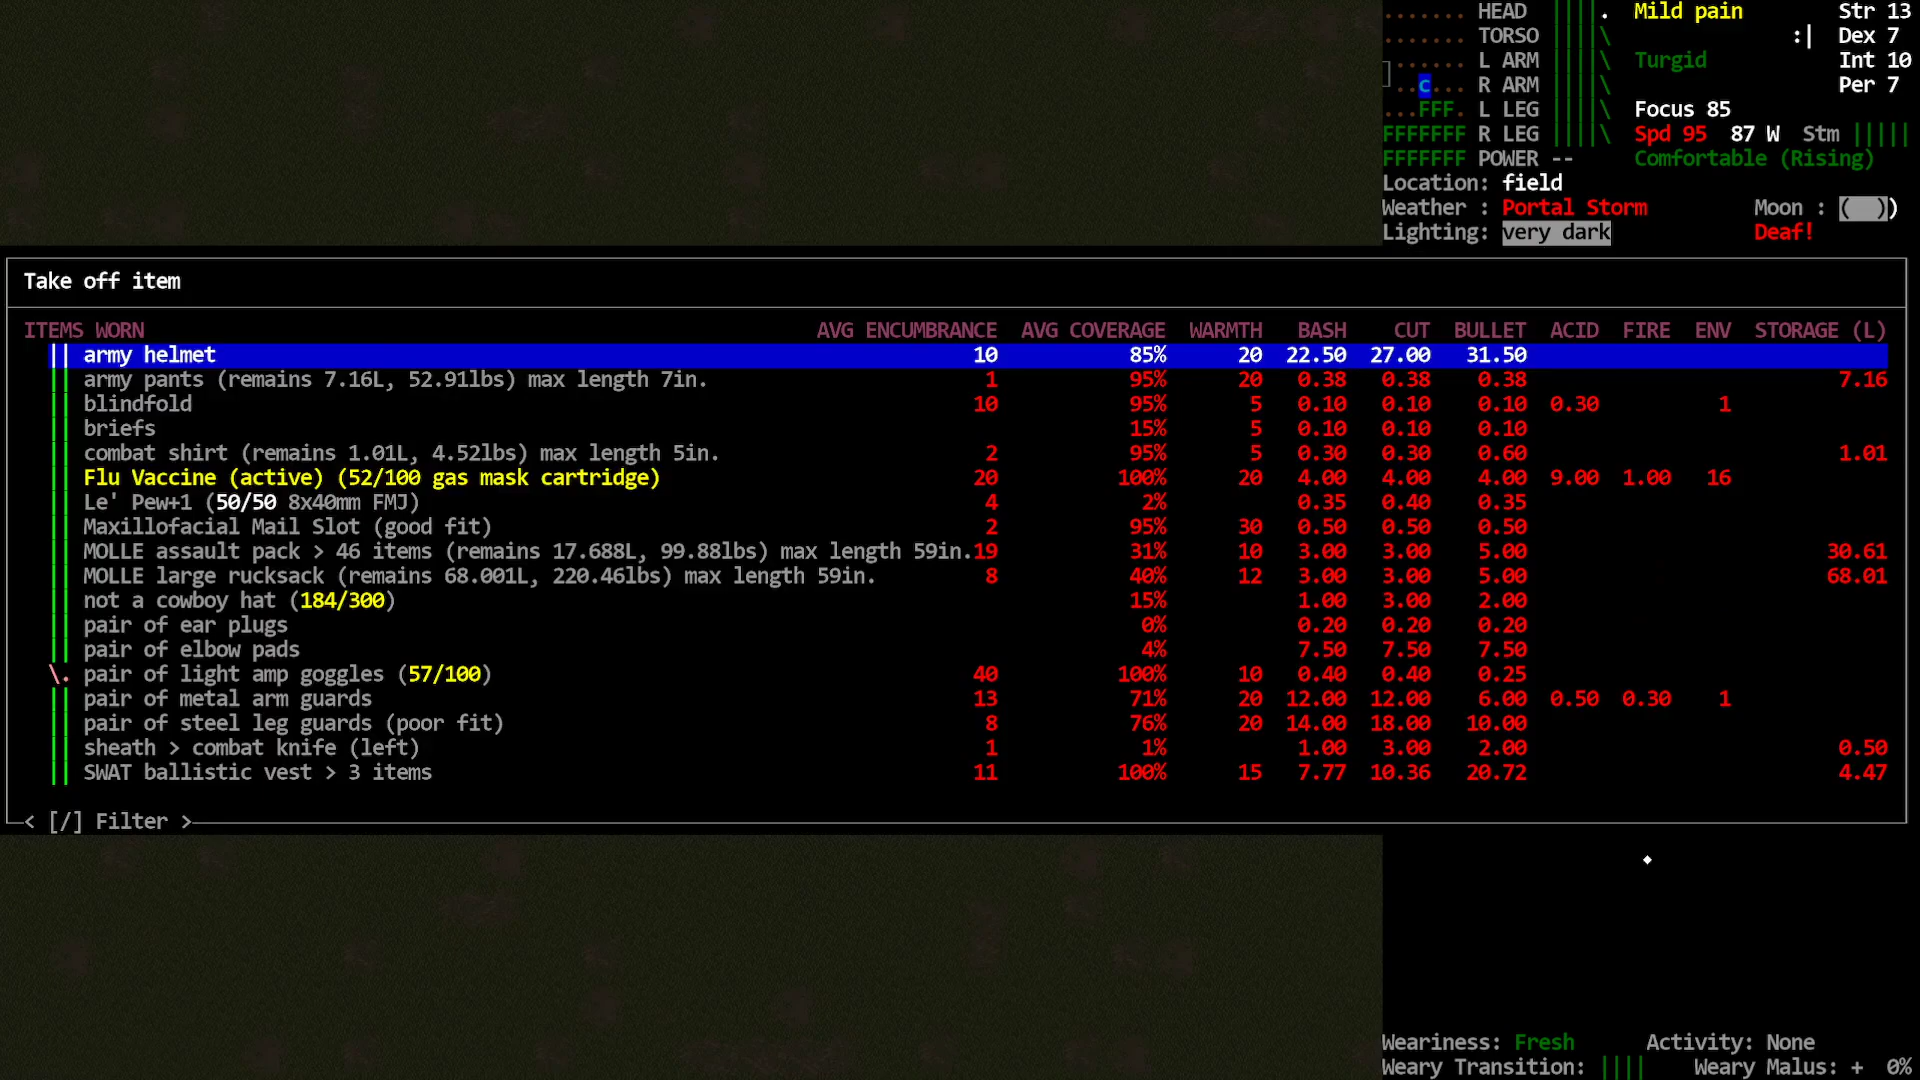 ....... HEAD ||||. Mild pain Str 13
....... TORSO ||||\ :| Dex 7
...... L ARM ||||\ Turgid Int 10
..c... R ARM ||||\ Per 7
...FFF. L LEG ||||\ Focus 85
FFFFFFF R LEG ||||\ Spd 95 87 W Stm |||||
FFFFFFF POWER -- Comfortable (Rising)
Location: field
Weather : Portal Storm Moon : (  ))
Lighting: very dark Deaf!
Take off item
ITEMS WORN AVG ENCUMBRANCE AVG COVERAGE WARMTH BASH CUT BULLET ACID FIRE ENV STORAGE (L)
|| army helmet 10 85% 20 22.50 27.00 31.50
|| army pants (remains 7.16L, 52.91lbs) max length 7in. 1 95% 20 0.38 0.38 0.38 7.16
|| blindfold 10 95% 5 0.10 0.10 0.10 0.30 1
|| briefs 15% 5 0.10 0.10 0.10
|| combat shirt (remains 1.01L, 4.52lbs) max length 5in. 2 95% 5 0.30 0.30 0.60 1.01
|| Flu Vaccine (active) (52/100 gas mask cartridge) 20 100% 20 4.00 4.00 4.00 9.00 1.00 16
|| Le' Pew+1 (50/50 8x40mm FMJ) 4 2% 0.35 0.40 0.35
|| Maxillofacial Mail Slot (good fit) 2 95% 30 0.50 0.50 0.50
|| MOLLE assault pack > 46 items (remains 17.688L, 99.88lbs) max length 59in. 19 31% 10 3.00 3.00 5.00 30.61
|| MOLLE large rucksack (remains 68.001L, 220.46lbs) max length 59in. 8 40% 12 3.00 3.00 5.00 68.01
|| not a cowboy hat (184/300) 15% 1.00 3.00 2.00
|| pair of ear plugs 0% 0.20 0.20 0.20
|| pair of elbow pads 4% 7.50 7.50 7.50
\. pair of light amp goggles (57/100) 40 100% 10 0.40 0.40 0.25
|| pair of metal arm guards 13 71% 20 12.00 12.00 6.00 0.50 0.30 1
|| pair of steel leg guards (poor fit) 8 76% 20 14.00 18.00 10.00
|| sheath > combat knife (left) 1 1% 1.00 3.00 2.00 0.50
|| SWAT ballistic vest > 3 items 11 100% 15 7.77 10.36 20.72 4.47
< [/] Filter >
Weariness: Fresh Activity: None
Weary Transition: |||| Weary Malus: + 0%